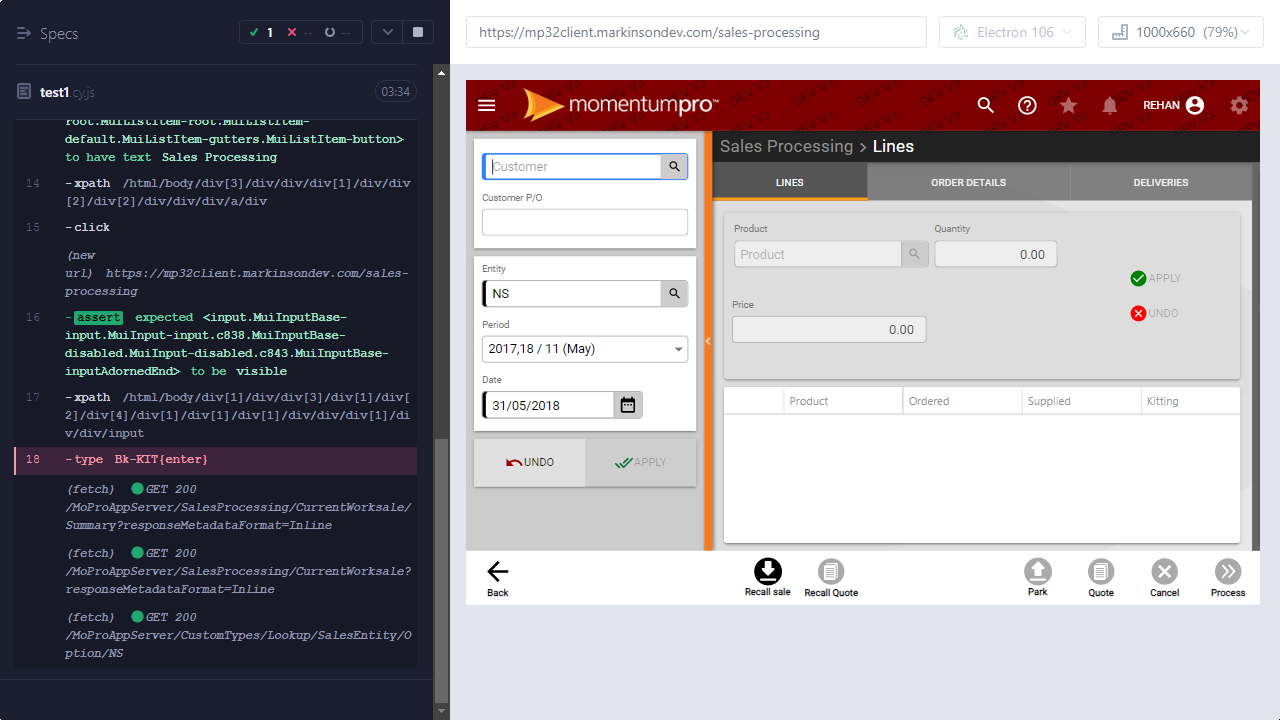 Specs
1
--
--
https://mp32client.markinsondev.com/sales-processing
Electron 106
1000x660 (79%)
test1.cy.js
03:34
root.MuiListItem-root.MuiListItem-
default.MuiListItem-gutters.MuiListItem-button>
to have text Sales Processing
14 -xpath /html/body/div[3]/div/div/div[1]/div/div
[2]/div[2]/div/div/div/a/div
15 -click
(new
url) https://mp32client.markinsondev.com/sales-
processing
16 -assert expected <input.MuiInputBase-
input.MuiInput-input.c838.MuiInputBase-
disabled.MuiInput-disabled.c843.MuiInputBase-
inputAdornedEnd> to be visible
17 -xpath /html/body/div[1]/div/div[3]/div[1]/div[
2]/div[4]/div[1]/div[1]/div[1]/div/div/div[1]/di
v/div/input
18 -type Bk-KIT{enter}
(fetch) GET 200
/MoProAppServer/SalesProcessing/CurrentWorksale/
Summary?responseMetadataFormat=Inline
(fetch) GET 200
/MoProAppServer/SalesProcessing/CurrentWorksale?
responseMetadataFormat=Inline
(fetch) GET 200
/MoProAppServer/CustomTypes/Lookup/SalesEntity/O
ption/NS
momentumpro™
DEV V3
REHAN
Customer
Customer P/O
Entity
NS
Period
2017,18 / 11 (May)
Date
31/05/2018
UNDO
APPLY
Sales Processing > Lines
LINES
ORDER DETAILS
DELIVERIES
Product
Quantity
Product
0.00
APPLY
Price
UNDO
0.00
Product
Ordered
Supplied
Kitting
Back
Recall sale
Recall Quote
Park
Quote
Cancel
Process